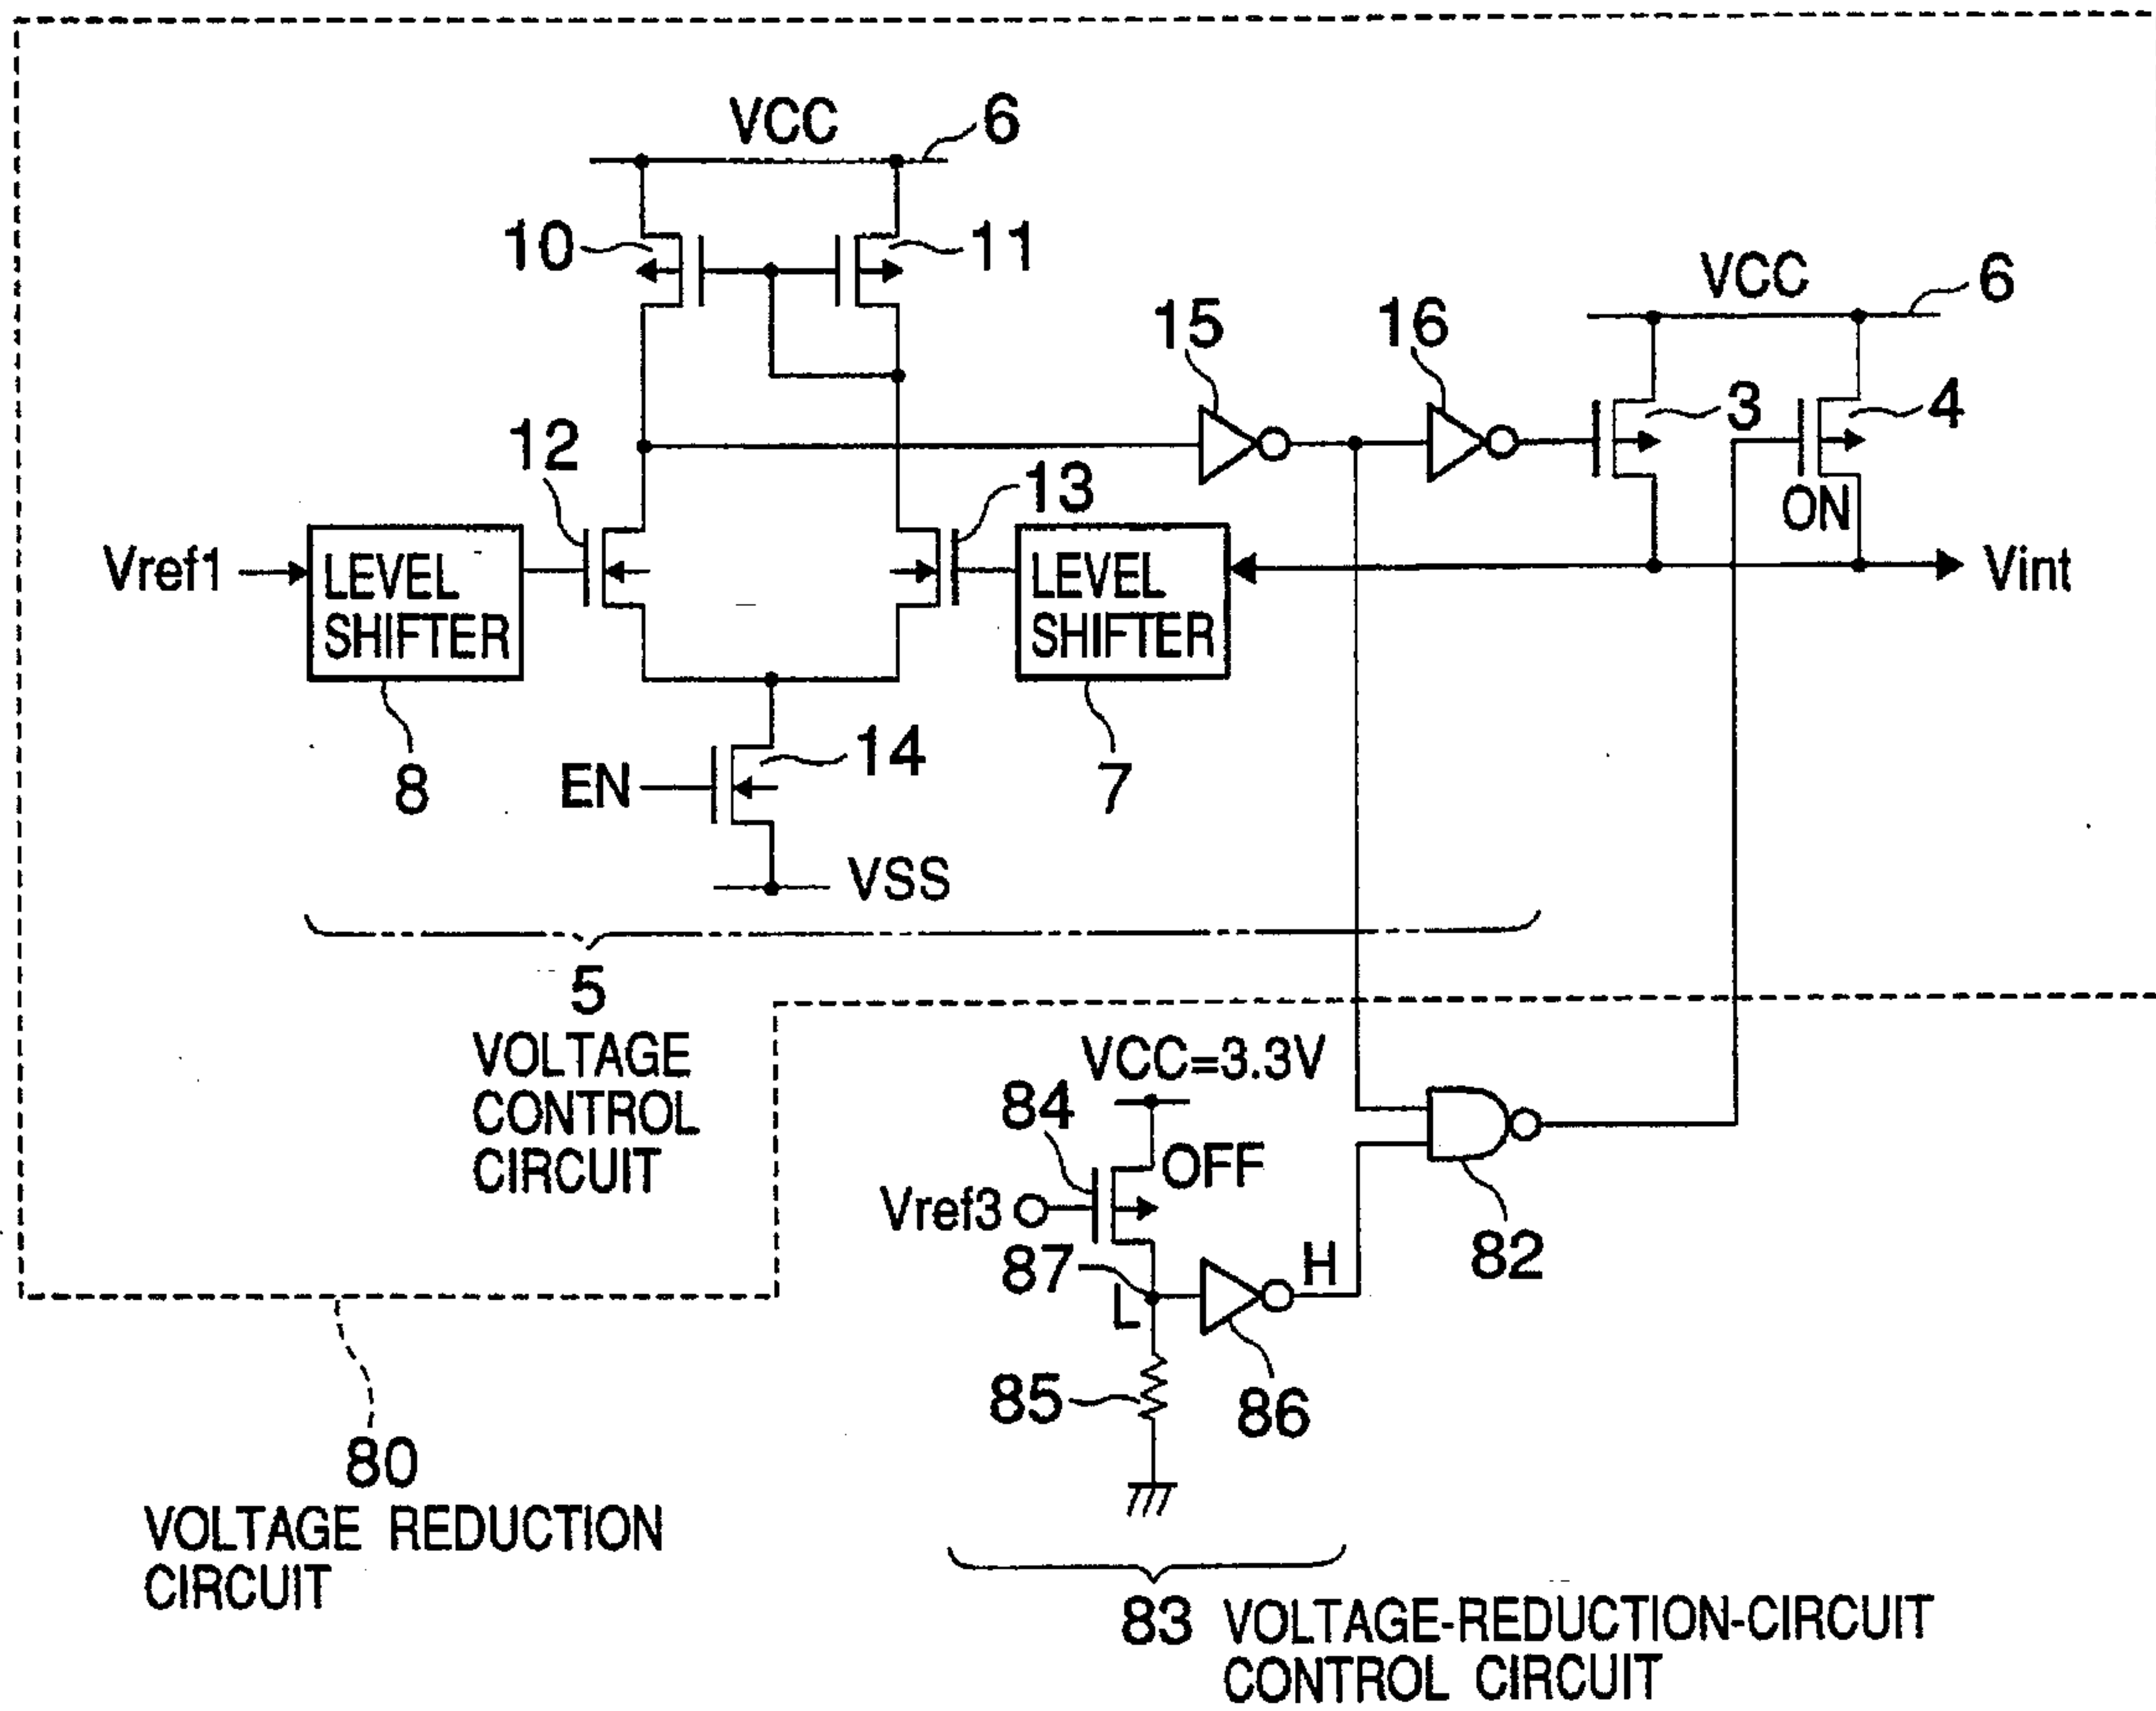 VCC
6
10
11
VCC
6
15
16
3
4
12
13
ON
Vref1
LEVEL
SHIFTER
LEVEL
SHIFTER
Vint
14
8
EN
7
VSS
5
VOLTAGE
CONTROL
CIRCUIT
VCC=3.3V
84
OFF
Vref3
87
H
82
L
85
86
80
VOLTAGE REDUCTION
CIRCUIT
83 VOLTAGE-REDUCTION-CIRCUIT
CONTROL CIRCUIT